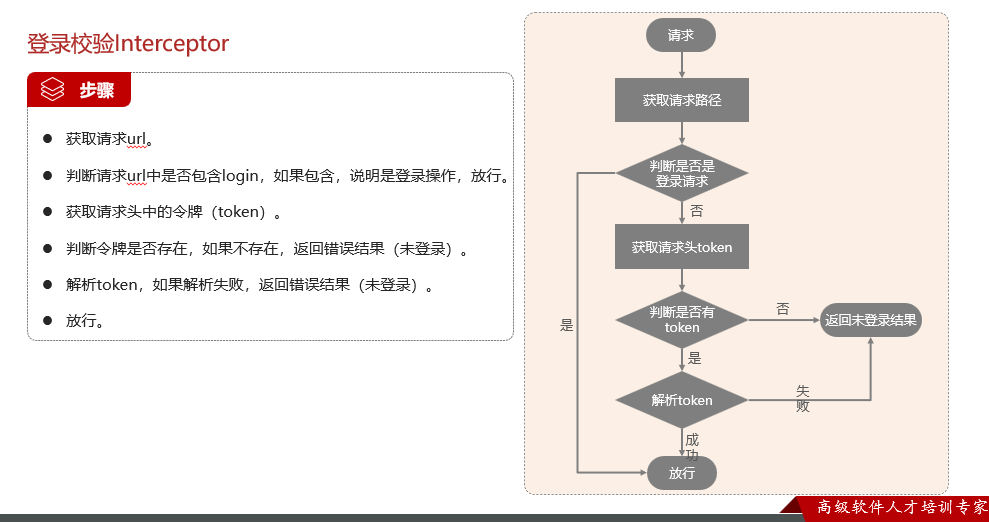 登录校验Interceptor
步骤
获取请求url。
判断请求url中是否包含login，如果包含，说明是登录操作，放行。
获取请求头中的令牌（token）。
判断令牌是否存在，如果不存在，返回错误结果（未登录）。
解析token，如果解析失败，返回错误结果（未登录）。
放行。
请求
获取请求路径
判断是否是
登录请求
否
获取请求头token
判断是否有
token
否
返回未登录结果
是
是
解析token
失
败
成
功
放行
高级软件人才培训专家